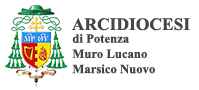 ARCIDIOCESI
di Potenza
Muro Lucano
Marsico Nuovo